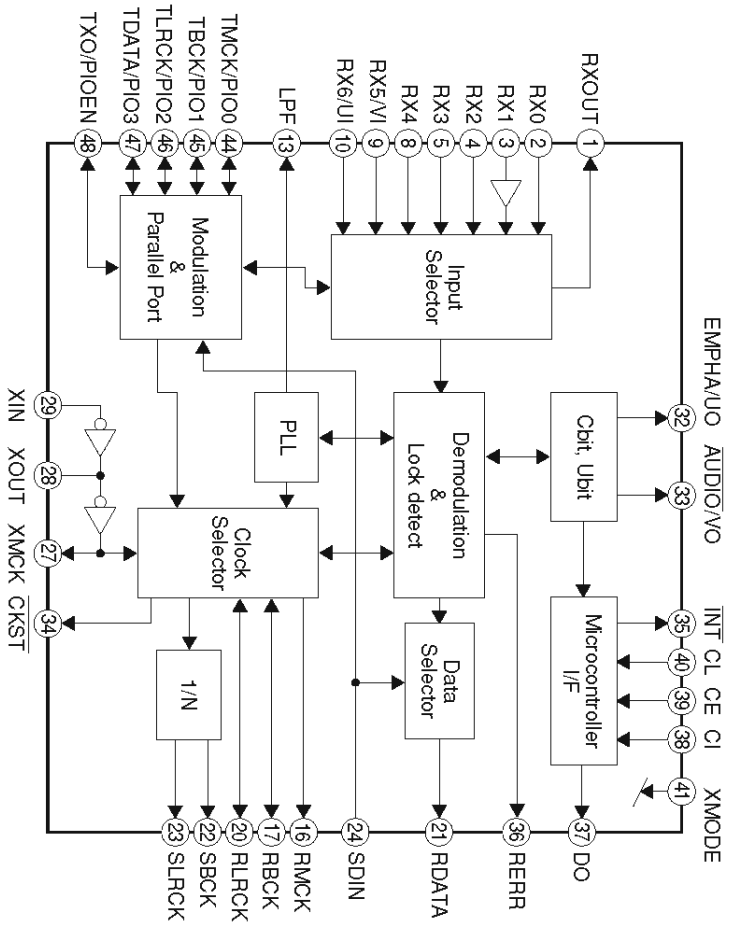 RXOUT
1
RX0
2
RX1
3
RX2
4
RX3
5
RX4
8
RX5/VI
9
RX6/UI
10
LPF
13
TMCK/PIO0
44
TBCK/PIO1
45
TLRCK/PIO2
46
TDATA/PIO3
47
TXO/PIOEN
48
Input
Selector
Modulation
&
Parallel Port
EMPHA/UO
32
AUDIO/VO
33
INT
35
CL
40
CE
39
CI
38
XMODE
41
Cbit, Ubit
Demodulation
&
Lock detect
PLL
Microcontroller
I/F
Data
Selector
Clock
Selector
1/N
XIN
29
XOUT
28
XMCK
27
CKST
34
37
DO
36
RERR
21
RDATA
24
SDIN
16
RMCK
17
RBCK
20
RLRCK
22
SBCK
23
SLRCK